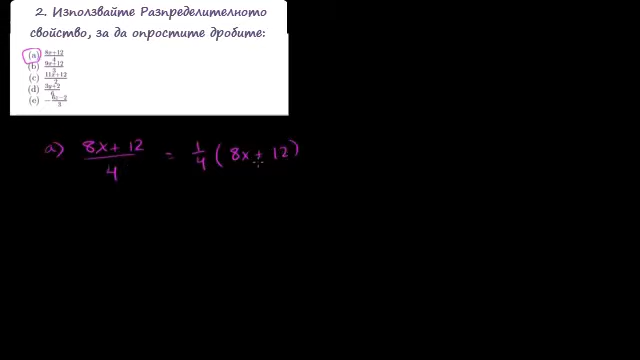 2. Използвайте Разпределителното
свойство, за да опростите дробите:
(a) 8x+12/4
(b) 9x+12/3
(c) 11x+12/2
(d) 3y+2/6
(e) −6z−2/3
a) 8x+12/4 = 1/4 (8x + 12)